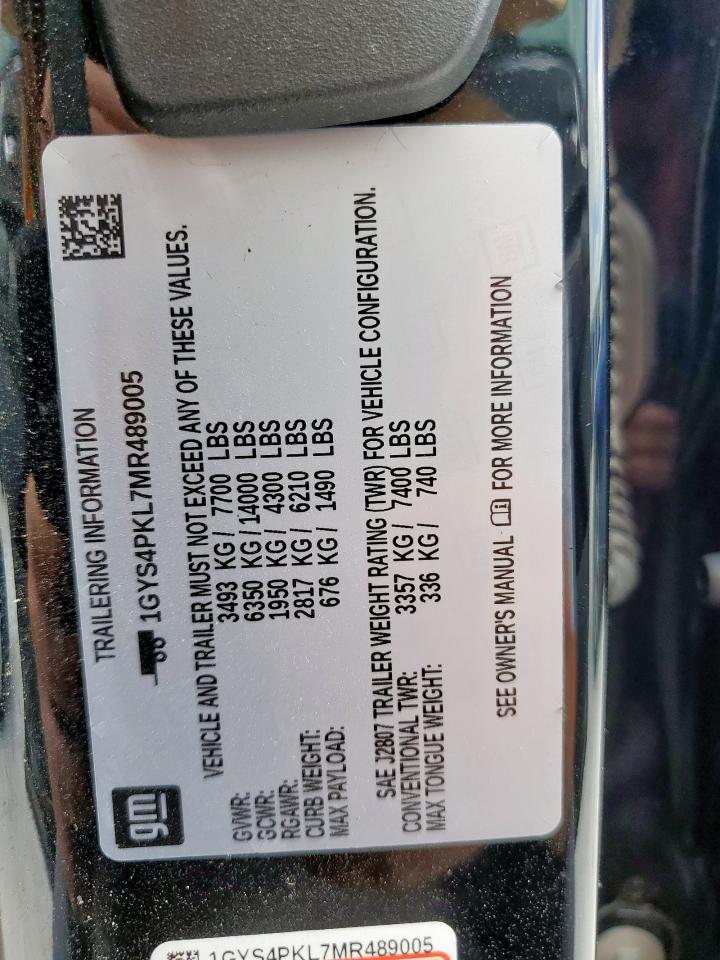 TRAILERING INFORMATION
gm
1GYS4PKL7MR489005
VEHICLE AND TRAILER MUST NOT EXCEED ANY OF THESE VALUES.
GVWR: 3493 KG / 7700 LBS
GCWR: 6350 KG / 14000 LBS
RGAWR: 1950 KG / 4300 LBS
CURB WEIGHT: 2817 KG / 6210 LBS
MAX PAYLOAD: 676 KG / 1490 LBS
SAE J2807 TRAILER WEIGHT RATING (TWR) FOR VEHICLE CONFIGURATION.
CONVENTIONAL TWR: 3357 KG / 7400 LBS
MAX TONGUE WEIGHT: 336 KG / 740 LBS
SEE OWNER'S MANUAL FOR MORE INFORMATION
1GYS4PKL7MR489005